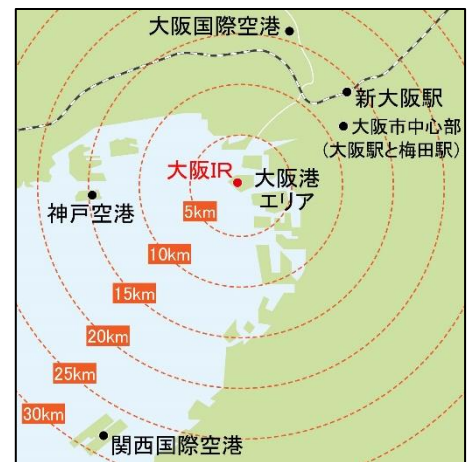 大阪国際空港
新大阪駅
大阪市中心部
(大阪駅と梅田駅)
大阪IR
大阪港
エリア
神戸空港
5km
10km
15km
20km
25km
30km
関西国際空港